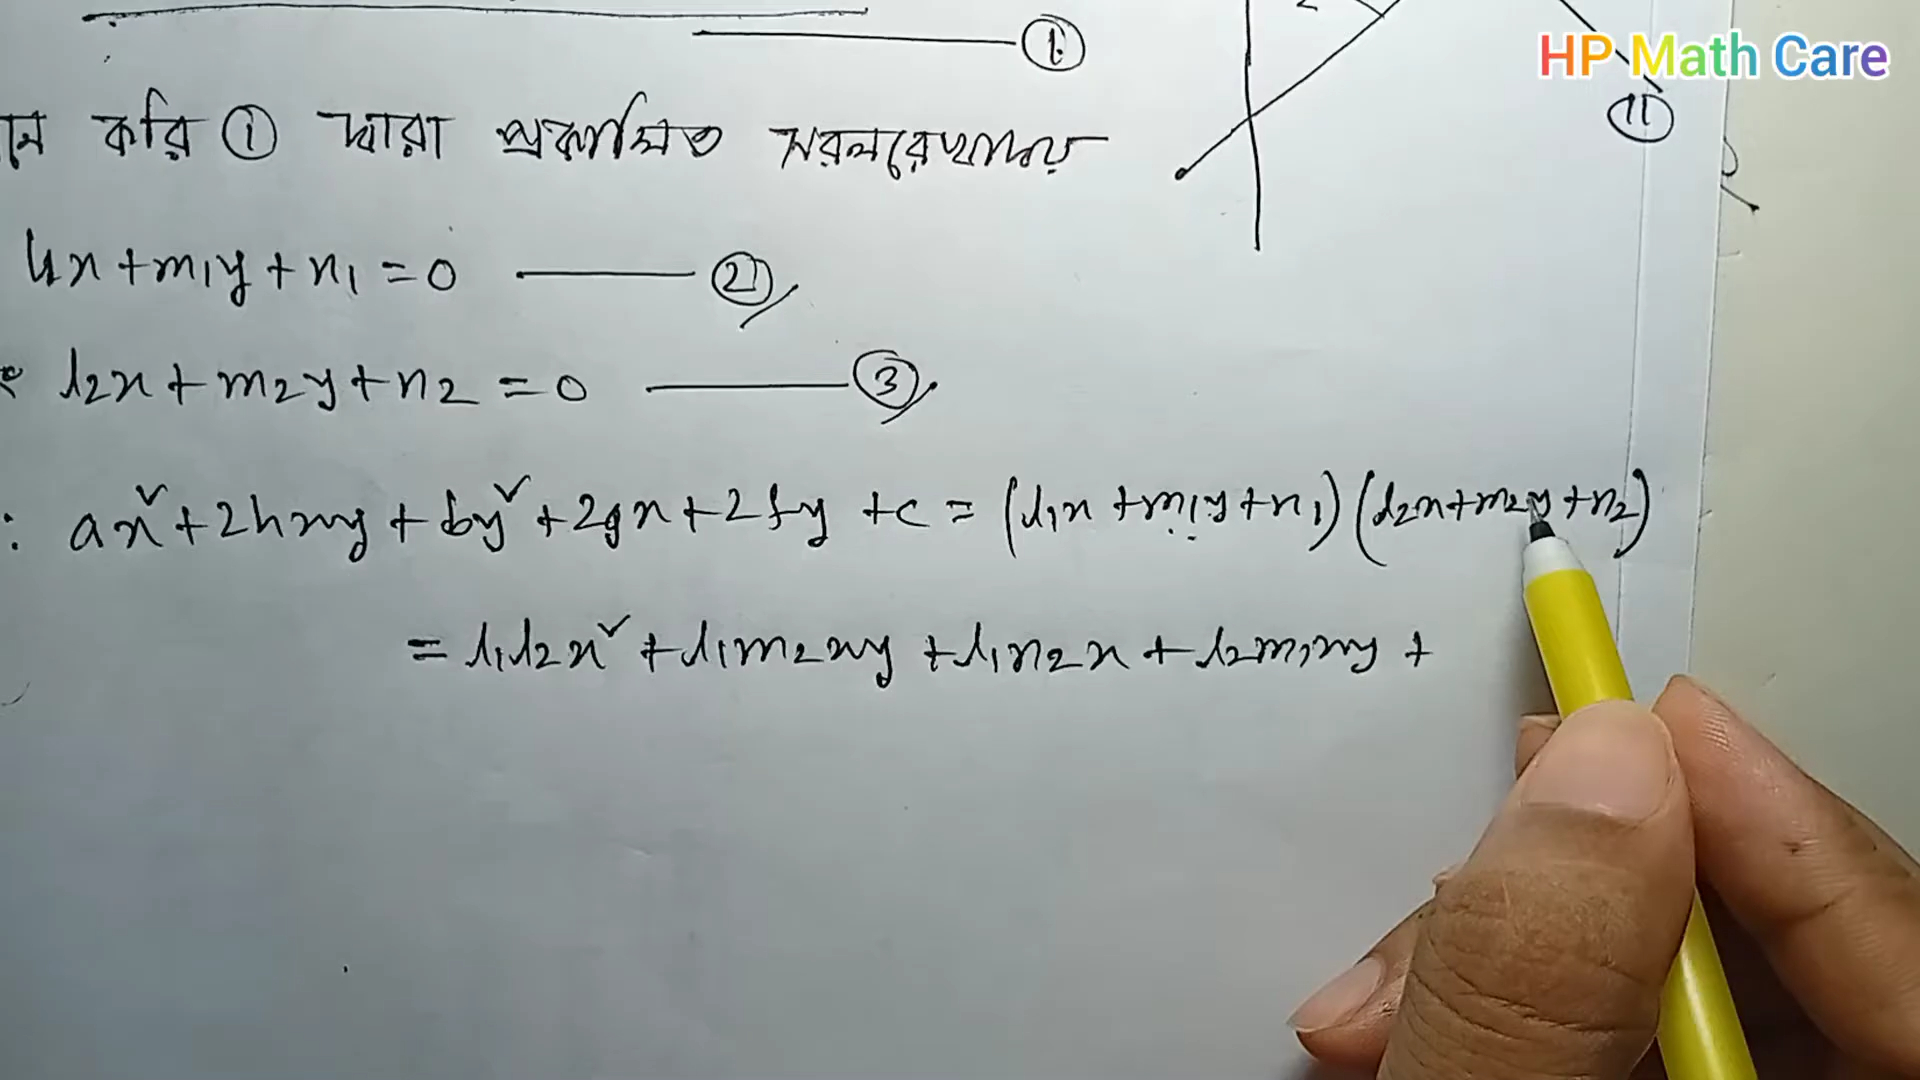 HP Math Care
①
করি ① দ্বারা প্রকাশিত সরলরেখাদ্বয়
⑪
l₁x + m₁y + n₁ = 0 ——— ②
l₂x + m₂y + n₂ = 0 ——— ③
: ax² + 2hxy + by² + 2gx + 2fy + c = (l₁x + m₁y + n₁) (l₂x + m₂y + n₂)
= l₁l₂x² + l₁m₂xy + l₁n₂x + l₂m₁xy +